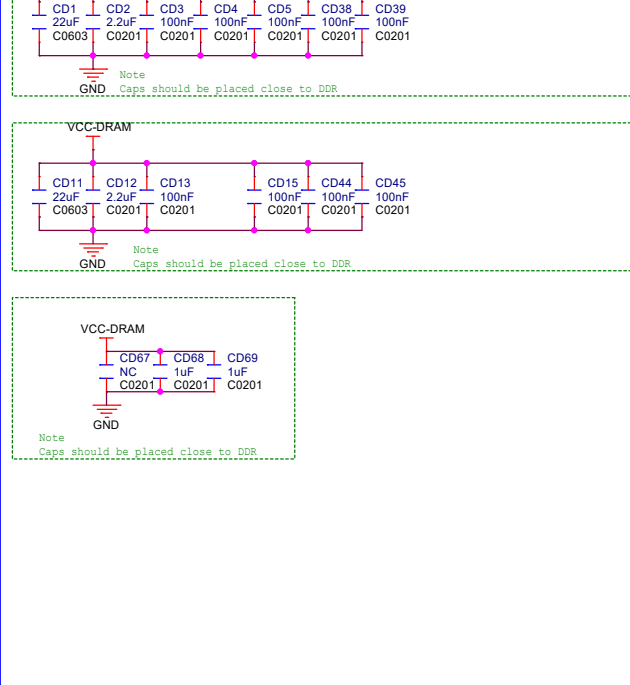 CD1 CD2 CD3 CD4 CD5 CD38 CD39
22uF 2.2uF 100nF 100nF 100nF 100nF 100nF
C0603 C0201 C0201 C0201 C0201 C0201 C0201
Note
GND Caps should be placed close to DDR
VCC-DRAM
CD11 CD12 CD13 CD15 CD44 CD45
22uF 2.2uF 100nF 100nF 100nF 100nF
C0603 C0201 C0201 C0201 C0201 C0201
Note
GND Caps should be placed close to DDR
VCC-DRAM
CD67 CD68 CD69
NC 1uF 1uF
C0201 C0201 C0201
GND
Note
Caps should be placed close to DDR